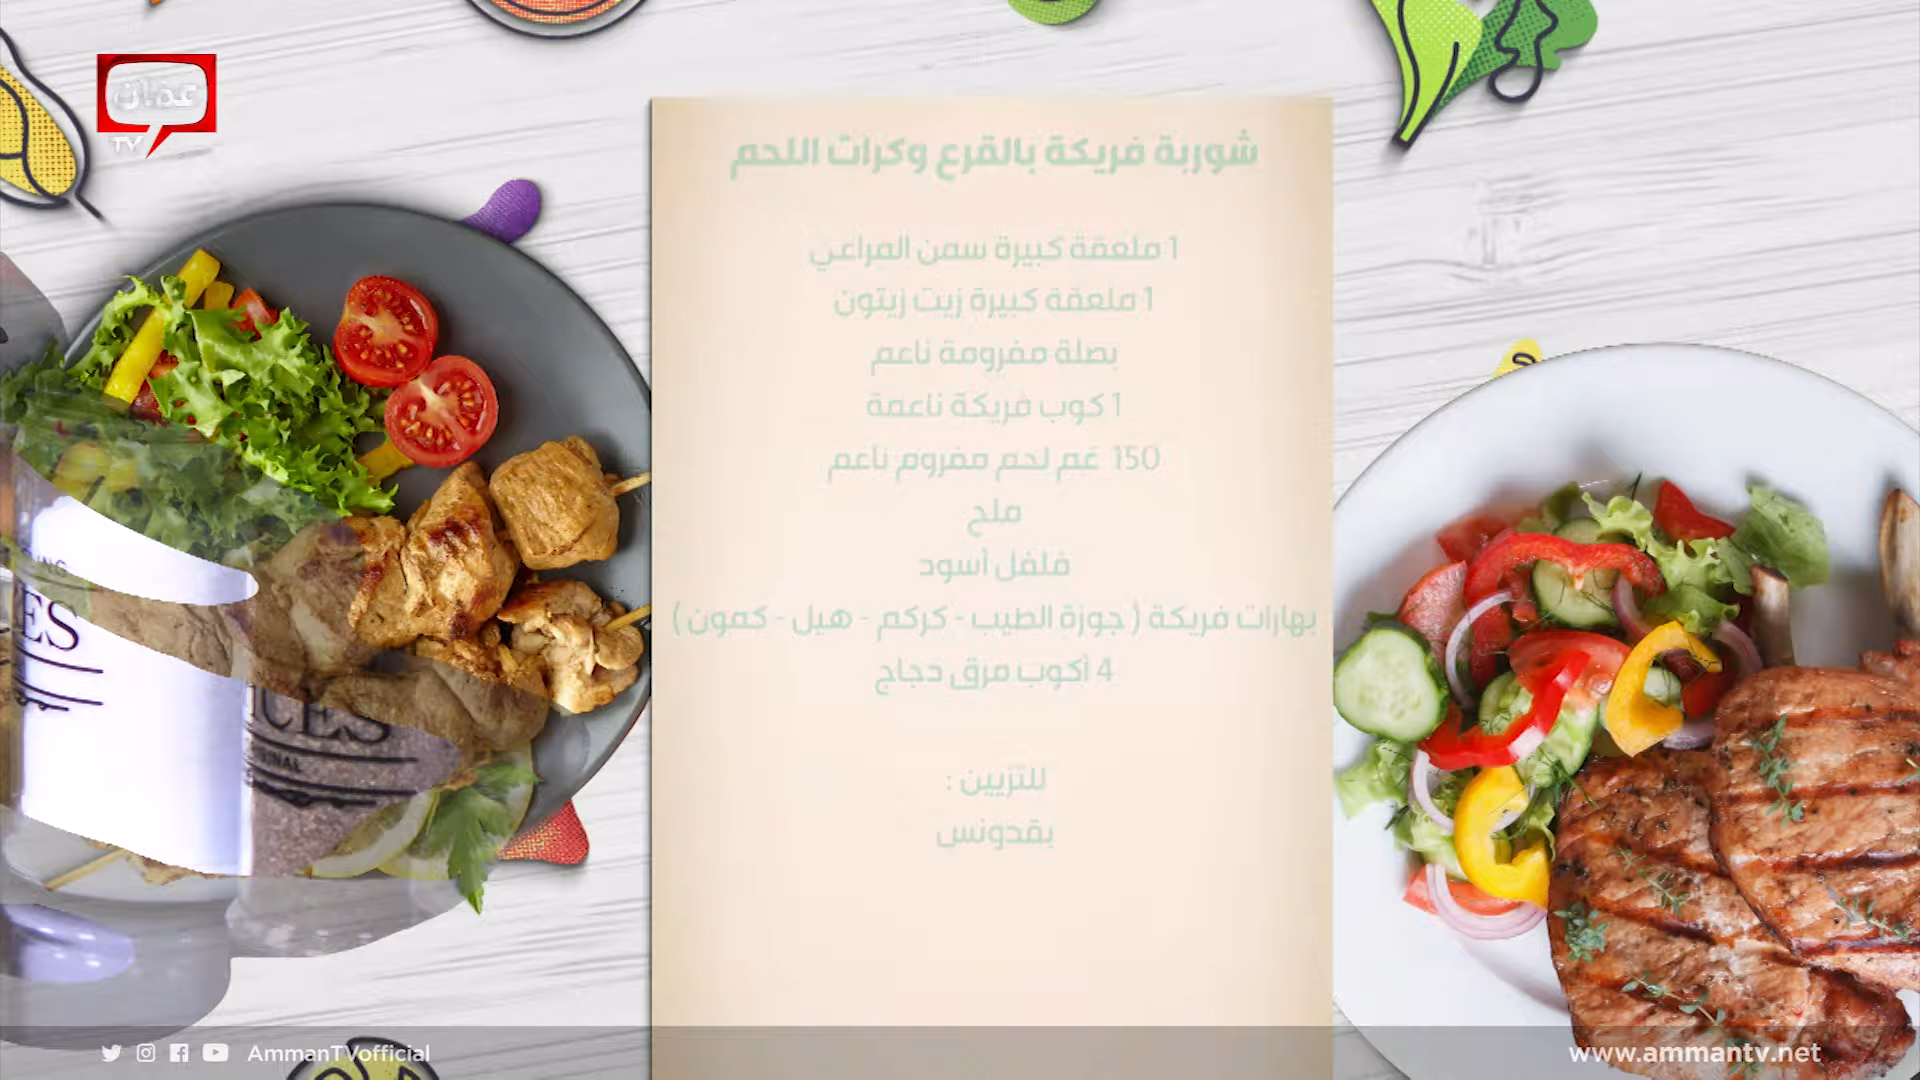 عمان
TV
شوربة فريكة بالقرع وكرات اللحم
1 ملعقة كبيرة سمن المراعي
1 ملعقة كبيرة زيت زيتون
بصلة مفرومة ناعم
1 كوب فريكة ناعمة
150 غم لحم مفروم ناعم
ملح
فلفل أسود
بهارات فريكة ( جوزة الطيب - كركم - هيل - كمون )
4 أكوب مرق دجاج
للتزيين :
بقدونس
AmmanTVofficial
www.ammantv.net